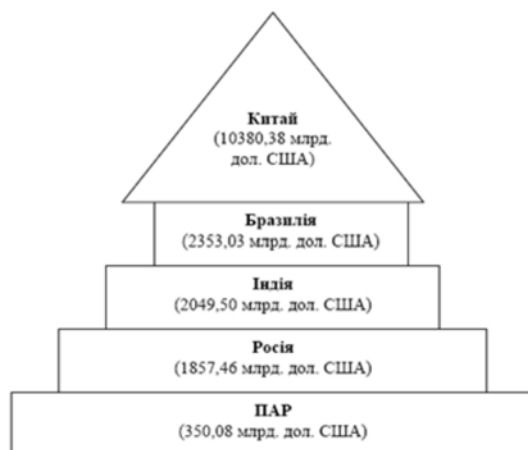 Китай
(10380,38 млрд.
дол. США)
Бразилія
(2353,03 млрд. дол. США)
Індія
(2049,50 млрд. дол. США)
Росія
(1857,46 млрд. дол. США)
ПАР
(350,08 млрд. дол. США)